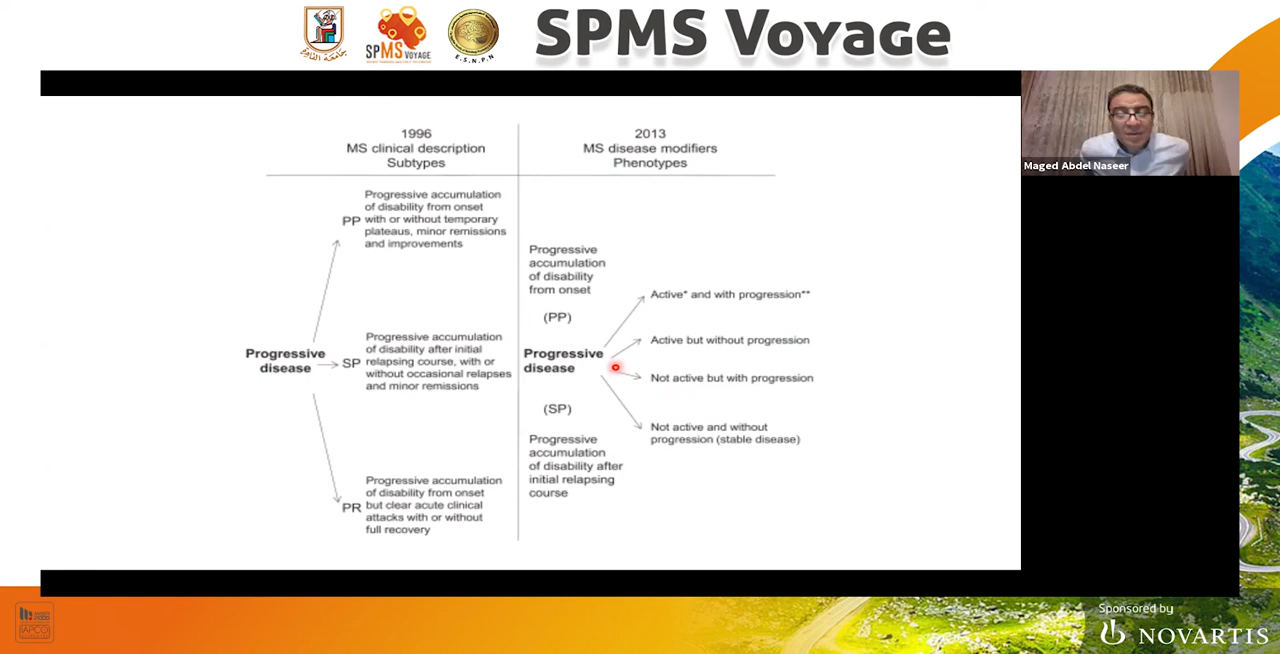 SPMS Voyage
SPMS
VOYAGE
E.S.N.P.N
جامعة القاهرة
Maged Abdel Naseer
1996
MS clinical description
Subtypes
2013
MS disease modifiers
Phenotypes
Progressive accumulation
of disability from onset
PP with or without temporary
plateaus, minor remissions
and improvements
Progressive
disease
Progressive accumulation
of disability after initial
SP relapsing course, with or
without occasional relapses
and minor remissions
Progressive accumulation
of disability from onset
PR but clear acute clinical
attacks with or without
full recovery
Progressive
accumulation
of disability
from onset
(PP)
Progressive
disease
(SP)
Progressive
accumulation
of disability after
initial relapsing
course
Active* and with progression**
Active but without progression
Not active but with progression
Not active and without
progression (stable disease)
IAPCO
Sponsored by
NOVARTIS